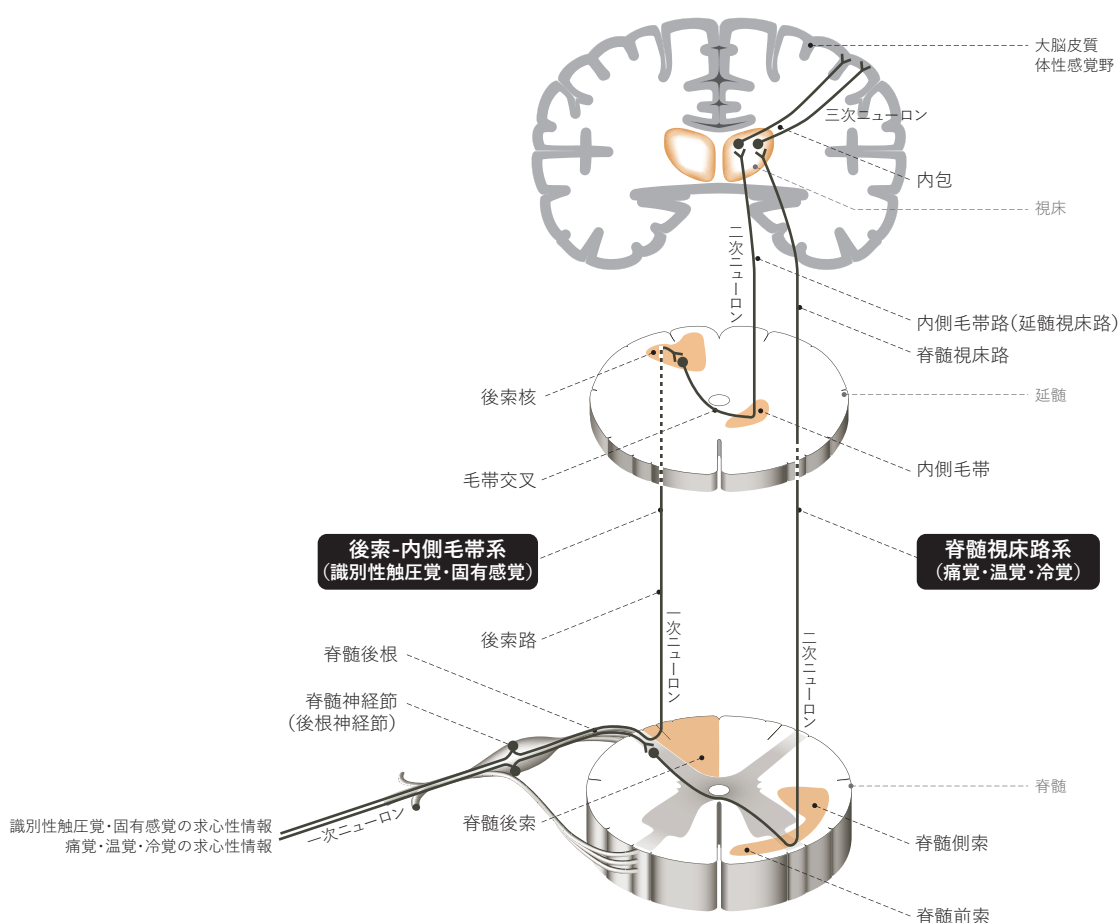 大脳皮質
体性感覚野
三次ニューロン
内包
視床
二次ニューロン
内側毛帯路(延髄視床路)
脊髄視床路
後索核
延髄
毛帯交叉
内側毛帯
後索-内側毛帯系
(識別性触圧覚・固有感覚)
脊髄視床路系
(痛覚・温覚・冷覚)
後索路
一次ニューロン
二次ニューロン
脊髄後根
脊髄神経節
(後根神経節)
脊髄
脊髄後索
一次ニューロン
識別性触圧覚・固有感覚の求心性情報
痛覚・温覚・冷覚の求心性情報
脊髄側索
脊髄前索